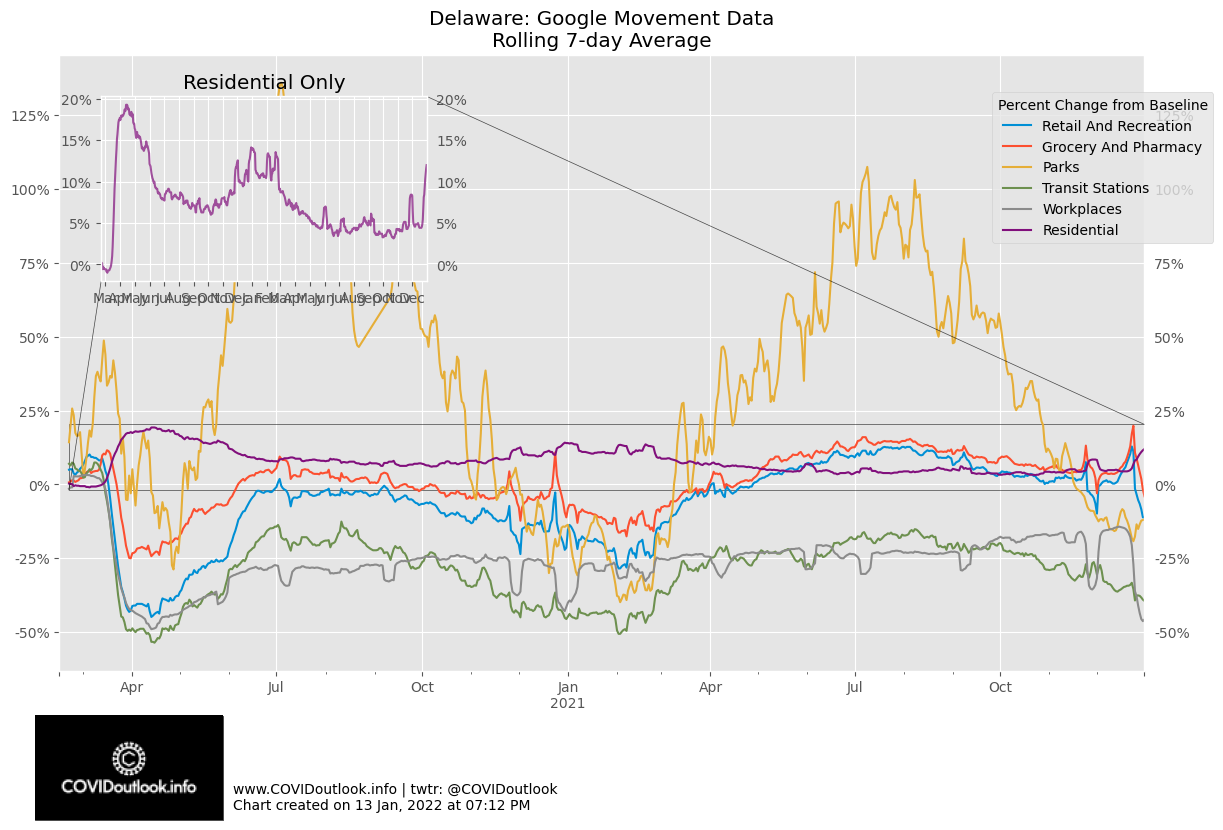 Delaware: Google Movement Data
Rolling 7-day Average
Residential Only
20%
15%
10%
5%
0%
20%
15%
10%
5%
0%
125%
100%
75%
50%
25%
0%
-25%
-50%
125%
100%
75%
50%
25%
0%
-25%
-50%
Percent Change from Baseline
Retail And Recreation
Grocery And Pharmacy
Parks
Transit Stations
Workplaces
Residential
Apr Jul Oct Jan Apr Jul Oct
2021
COVIDoutlook.info
www.COVIDoutlook.info | twtr: @COVIDoutlook
Chart created on 13 Jan, 2022 at 07:12 PM